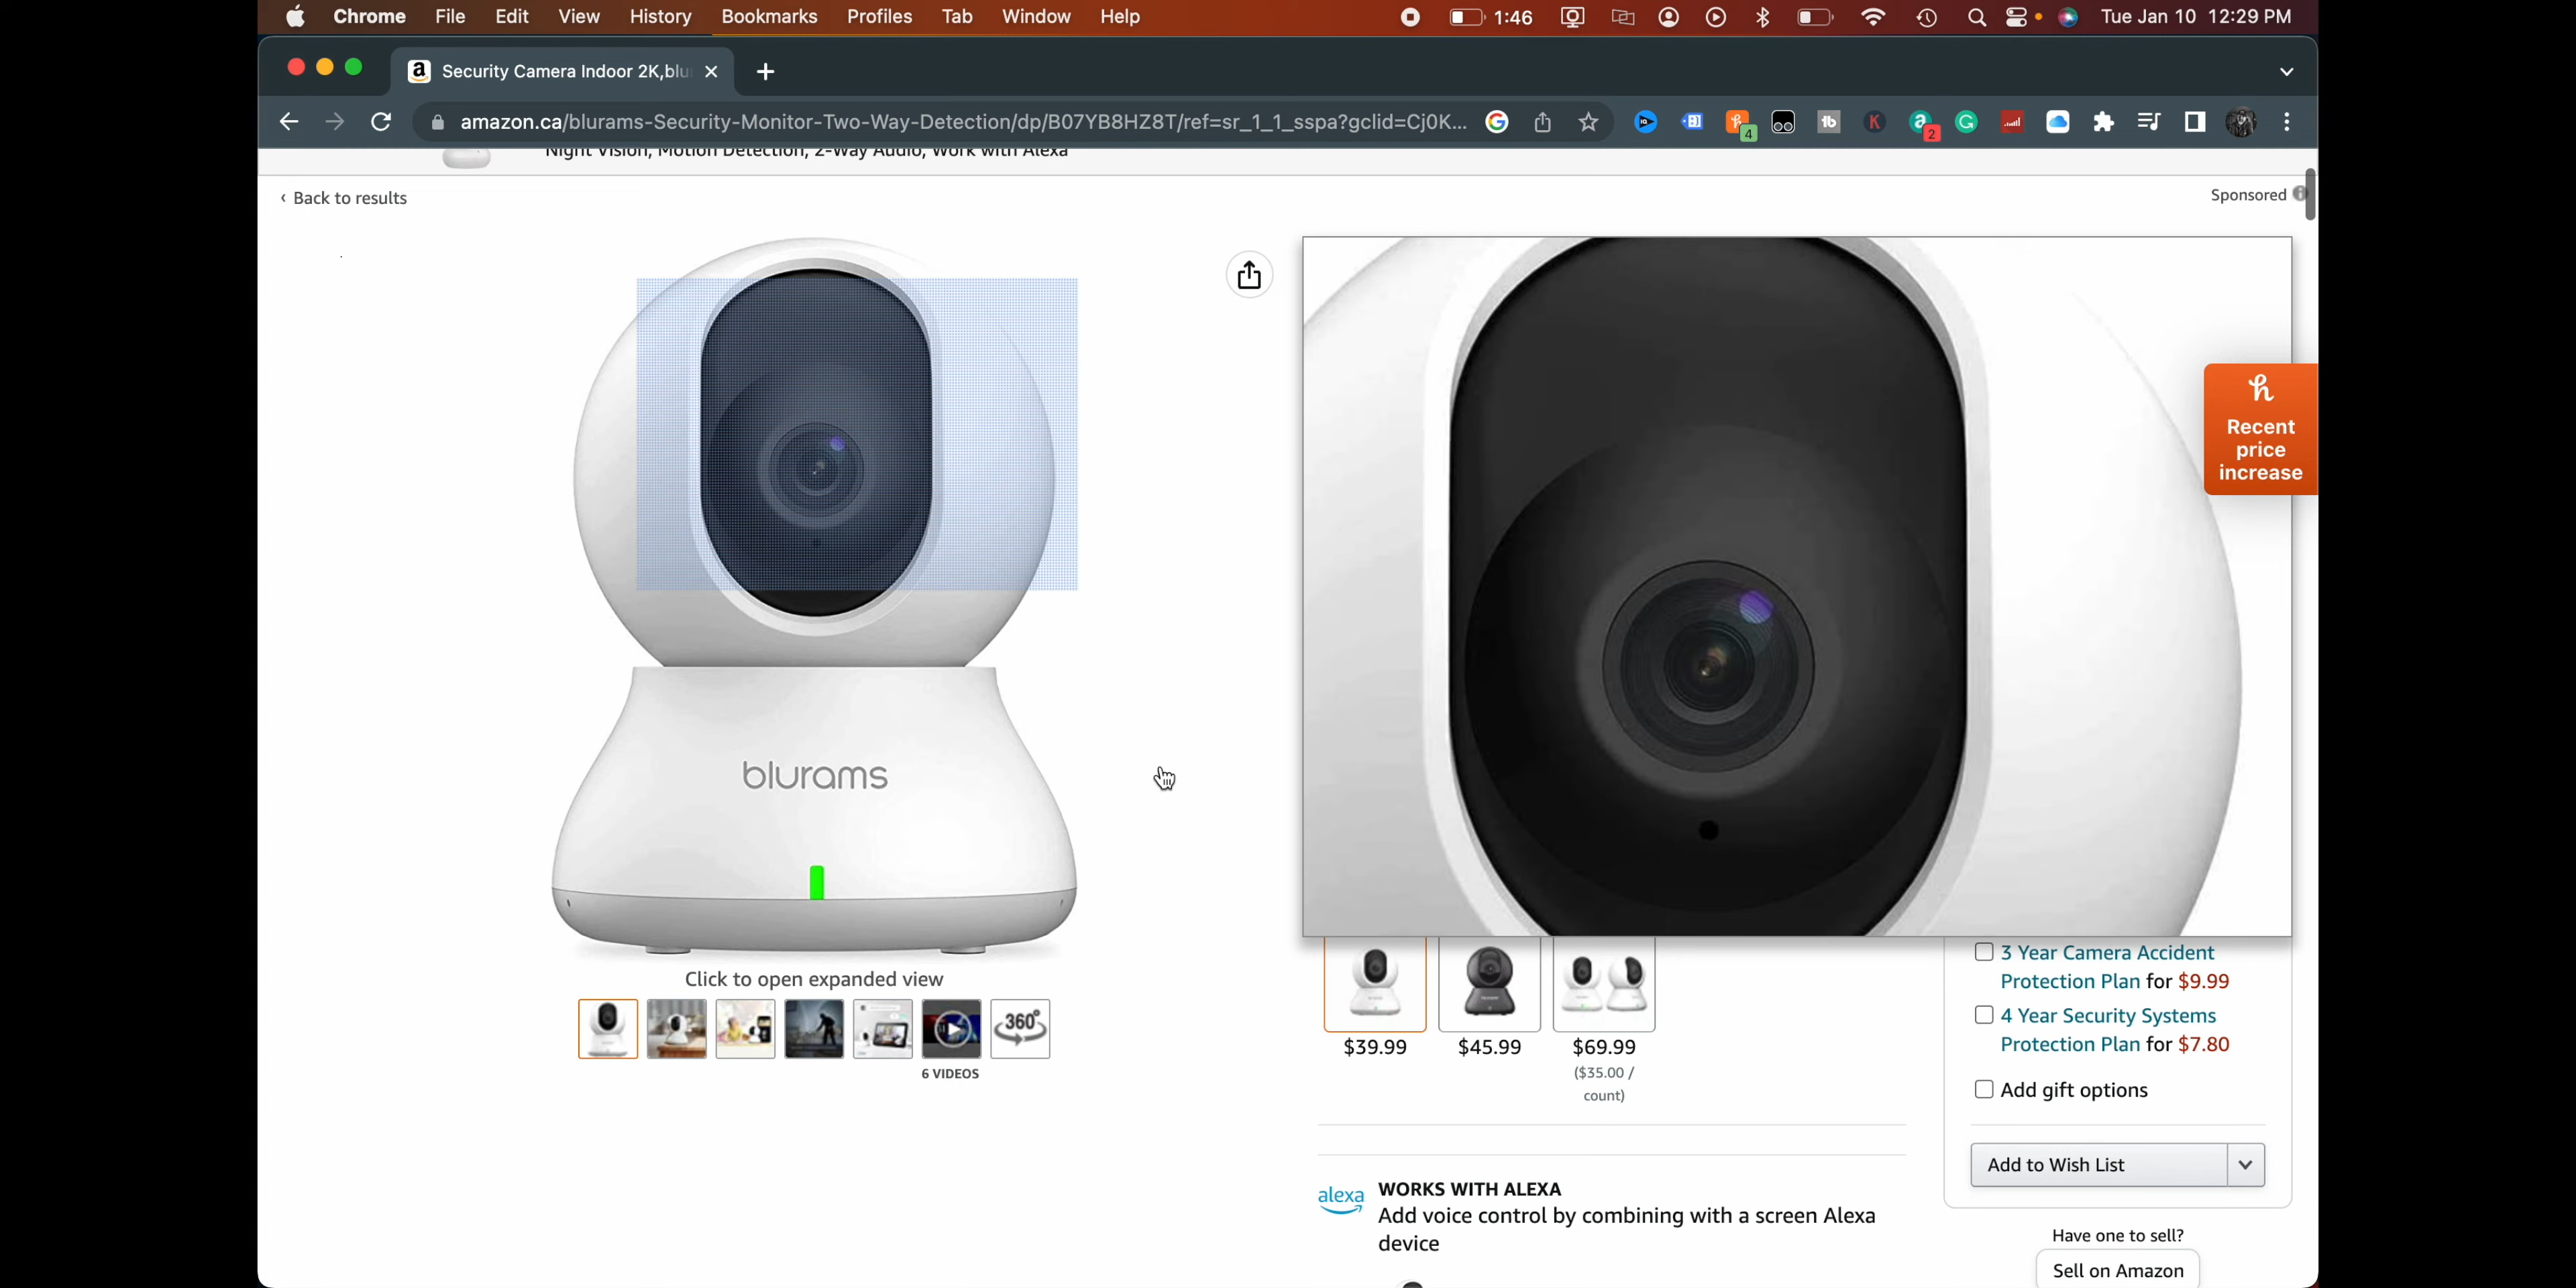 Chrome File Edit View History Bookmarks Profiles Tab Window Help 1:46 Tue Jan 10 12:29 PM
Security Camera Indoor 2K,blu
amazon.ca/blurams-Security-Monitor-Two-Way-Detection/dp/B07YB8HZ8T/ref=sr_1_1_sspa?gclid=Cj0K...
4
2
Night Vision, Motion Detection, 2-Way Audio, Work with Alexa
‹ Back to results
Sponsored
Recent
price
increase
blurams
Click to open expanded view
360°
6 VIDEOS
$39.99 $45.99 $69.99
($35.00 /
count)
3 Year Camera Accident
Protection Plan for $9.99
4 Year Security Systems
Protection Plan for $7.80
Add gift options
Add to Wish List
alexa
WORKS WITH ALEXA
Add voice control by combining with a screen Alexa
device
Have one to sell?
Sell on Amazon